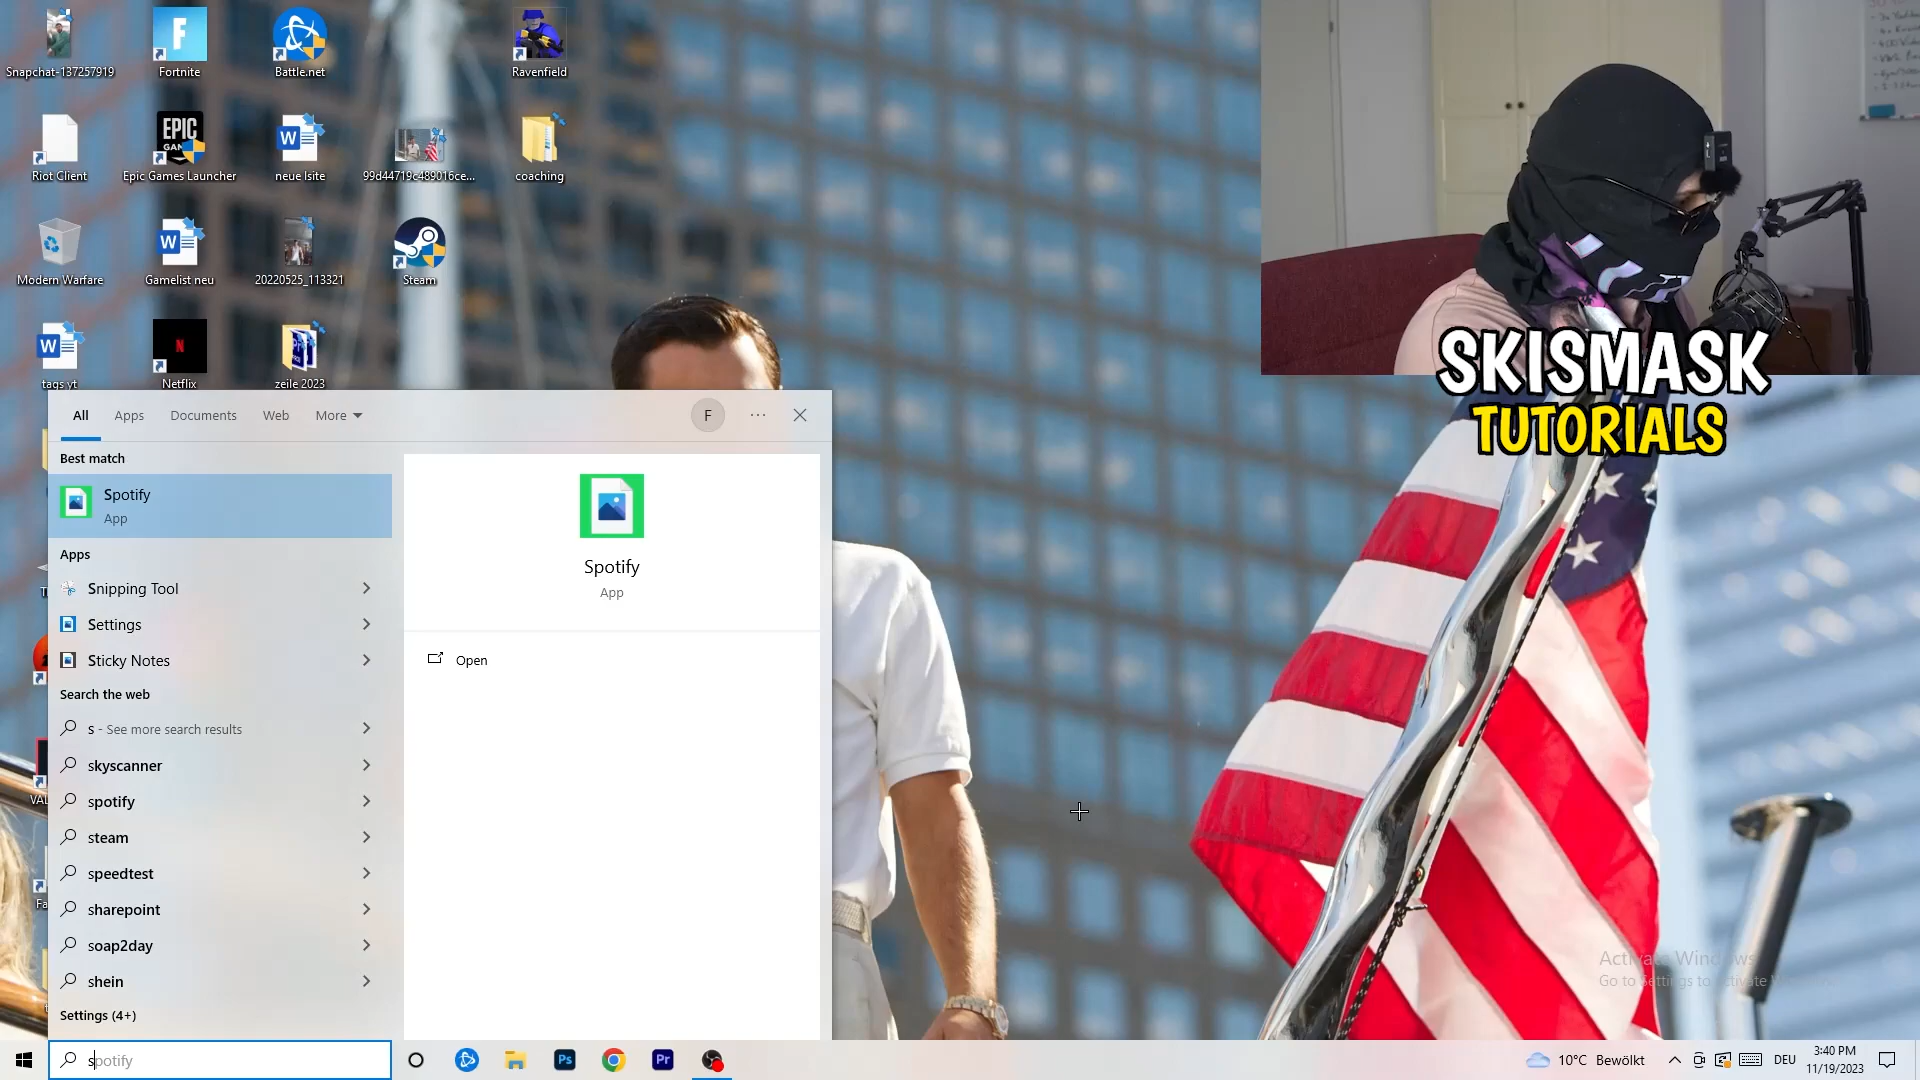 Snapchat-137257919
Fortnite
Battle.net
Ravenfield
EPIC
Riot Client
Epic Games Launcher
neue lsite
99d44719c489016ce...
coaching
Modern Warfare
Gamelist neu
20220525_113321
Steam
tags yt
Netflix
zeile 2023
SKISMASK
TUTORIALS
All
Apps
Documents
Web
More
F
Best match
Spotify
App
Apps
Snipping Tool
Settings
Sticky Notes
Search the web
s - See more search results
skyscanner
spotify
steam
speedtest
sharepoint
soap2day
shein
Settings (4+)
Spotify
App
Open
Activate Windows
Go to Settings to activate
spotify
Ps
Pr
10°C Bewölkt
DEU
3:40 PM
11/19/2023